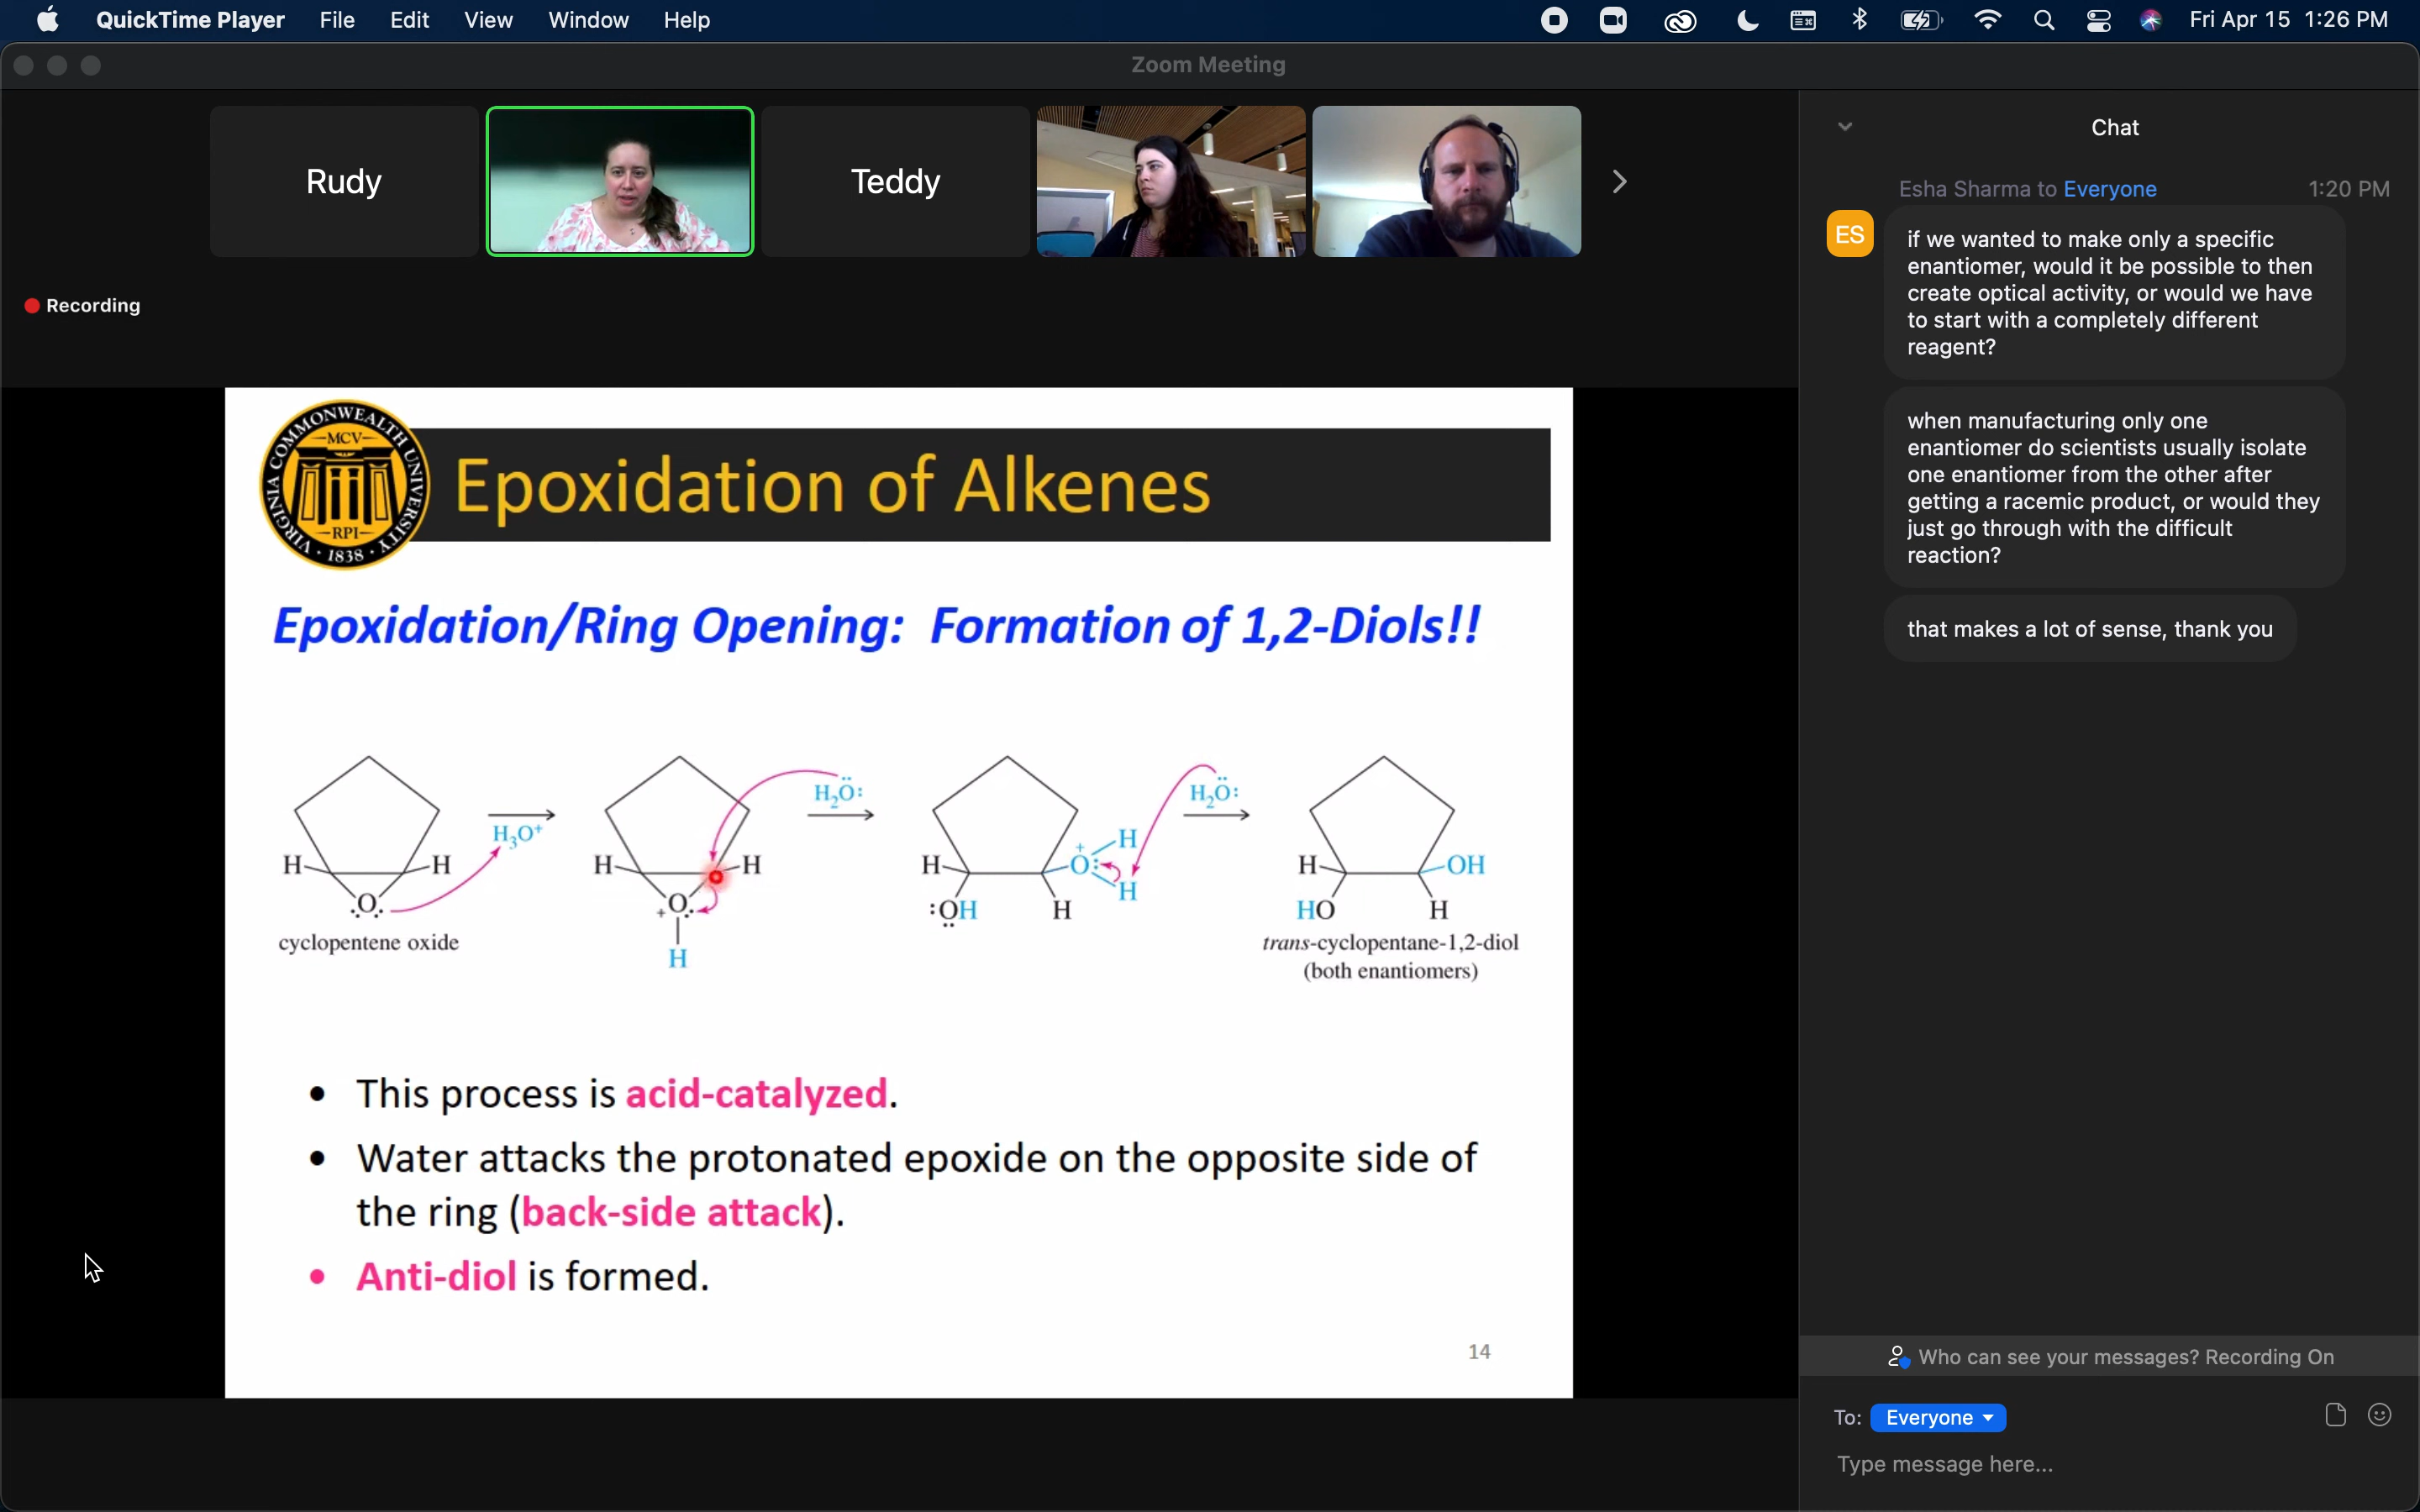 QuickTime Player File Edit View Window Help Fri Apr 15 1:26 PM
Zoom Meeting
Rudy
Teddy
Recording
VIRGINIA COMMONWEALTH UNIVERSITY
MCV
RPI
1838
Epoxidation of Alkenes
Epoxidation/Ring Opening: Formation of 1,2-Diols!!
H H :O: H₃O⁺
cyclopentene oxide
H H + O: H H₂Ö:
H :ÖH H + O: H H H₂Ö:
H HO OH H
trans-cyclopentane-1,2-diol
(both enantiomers)
• This process is acid-catalyzed.
• Water attacks the protonated epoxide on the opposite side of
the ring (back-side attack).
• Anti-diol is formed.
14
Chat
Esha Sharma to Everyone 1:20 PM
ES
if we wanted to make only a specific
enantiomer, would it be possible to then
create optical activity, or would we have
to start with a completely different
reagent?
when manufacturing only one
enantiomer do scientists usually isolate
one enantiomer from the other after
getting a racemic product, or would they
just go through with the difficult
reaction?
that makes a lot of sense, thank you
Who can see your messages? Recording On
To: Everyone
Type message here...